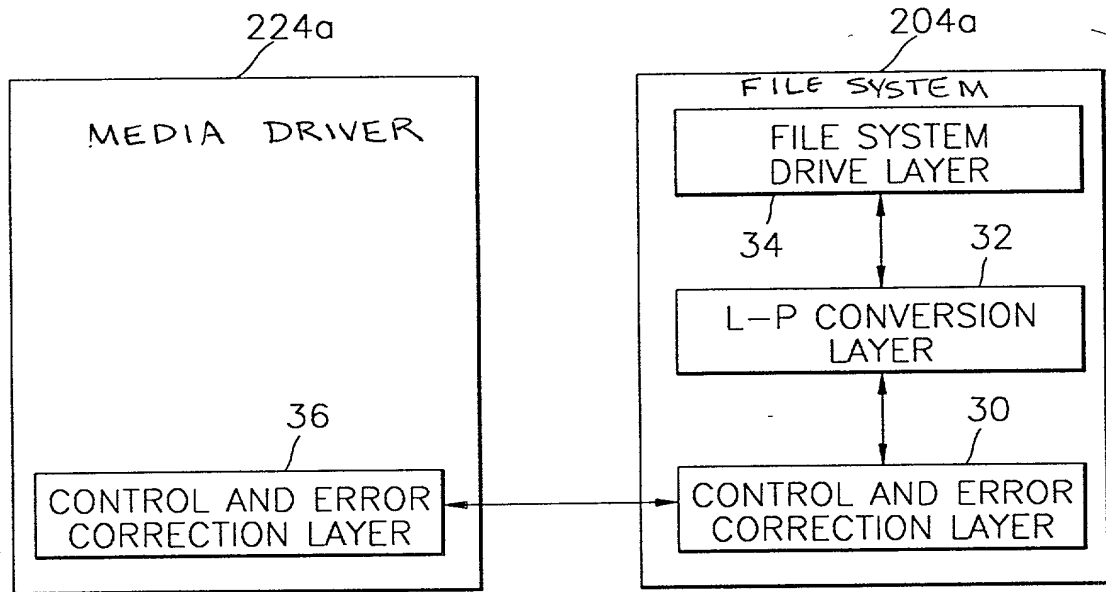 224a
204a
MEDIA DRIVER
FILE SYSTEM
FILE SYSTEM
DRIVE LAYER
34
32
L-P CONVERSION
LAYER
36
30
CONTROL AND ERROR
CORRECTION LAYER
CONTROL AND ERROR
CORRECTION LAYER